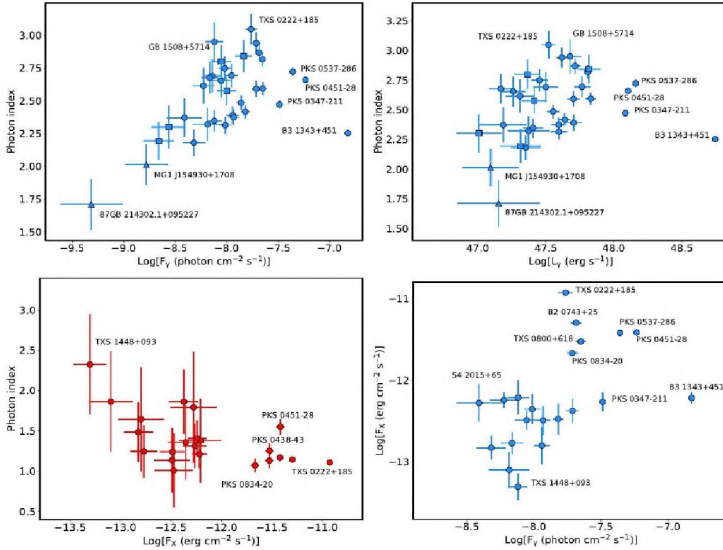 3.25
3.00
2.75
2.50
2.25
2.00
1.75
1.50
Photon index
TXS 0222+185
GB 1508+5714
PKS 0537-286
PKS 0451-28
PKS 0347-211
B3 1343+451
MG1 J154930+1708
87GB 214302.1+095227
−9.5 −9.0 −8.5 −8.0 −7.5 −7.0
Log[Fγ (photon cm⁻² s⁻¹)]
3.25
3.00
2.75
2.50
2.25
2.00
1.75
1.50
Photon index
TXS 0222+185
GB 1508+5714
PKS 0537-286
PKS 0451-28
PKS 0347-211
B3 1343+451
MG1 J154930+1708
87GB 214302.1+095227
47.0 47.5 48.0 48.5
Log[Lγ (erg s⁻¹)]
3.0
2.5
2.0
1.5
1.0
0.5
Photon index
TXS 1448+093
PKS 0451-28
PKS 0438-43
TXS 0222+185
PKS 0834-20
−13.5 −13.0 −12.5 −12.0 −11.5 −11.0
Log[Fx (erg cm⁻² s⁻¹)]
−11
−12
−13
Log[Fx (erg cm⁻² s⁻¹)]
TXS 0222+185
B2 0743+25
PKS 0537-286
TXS 0800+618
PKS 0451-28
PKS 0834-20
S4 2015+65
B3 1343+451
PKS 0347-211
TXS 1448+093
−9 −8 −7
Log[Fγ (photon cm⁻² s⁻¹)]